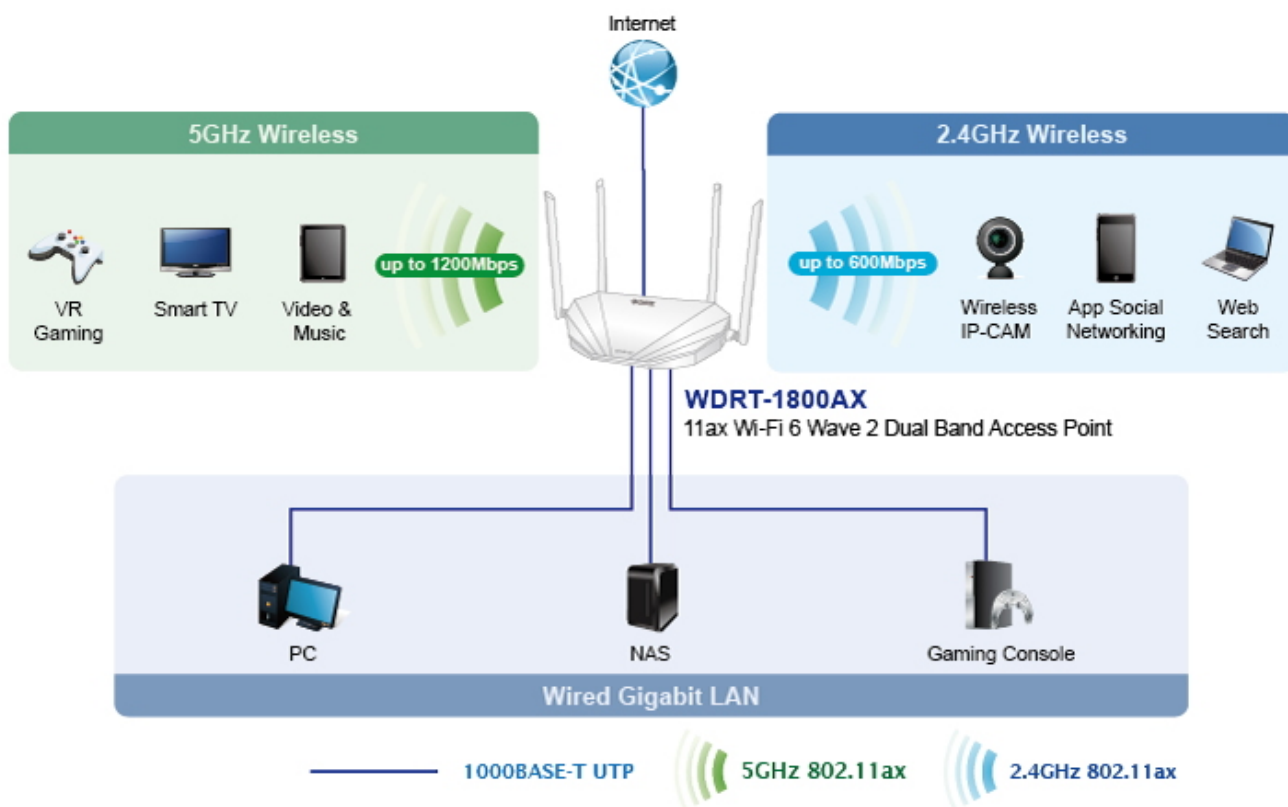 Internet
5GHz Wireless
2.4GHz Wireless
up to 1200Mbps
up to 600Mbps
VR
Gaming
Smart TV
Video &
Music
Wireless
IP-CAM
App Social
Networking
Web
Search
WDRT-1800AX
11ax Wi-Fi 6 Wave 2 Dual Band Access Point
PC
NAS
Gaming Console
Wired Gigabit LAN
1000BASE-T UTP
5GHz 802.11ax
2.4GHz 802.11ax